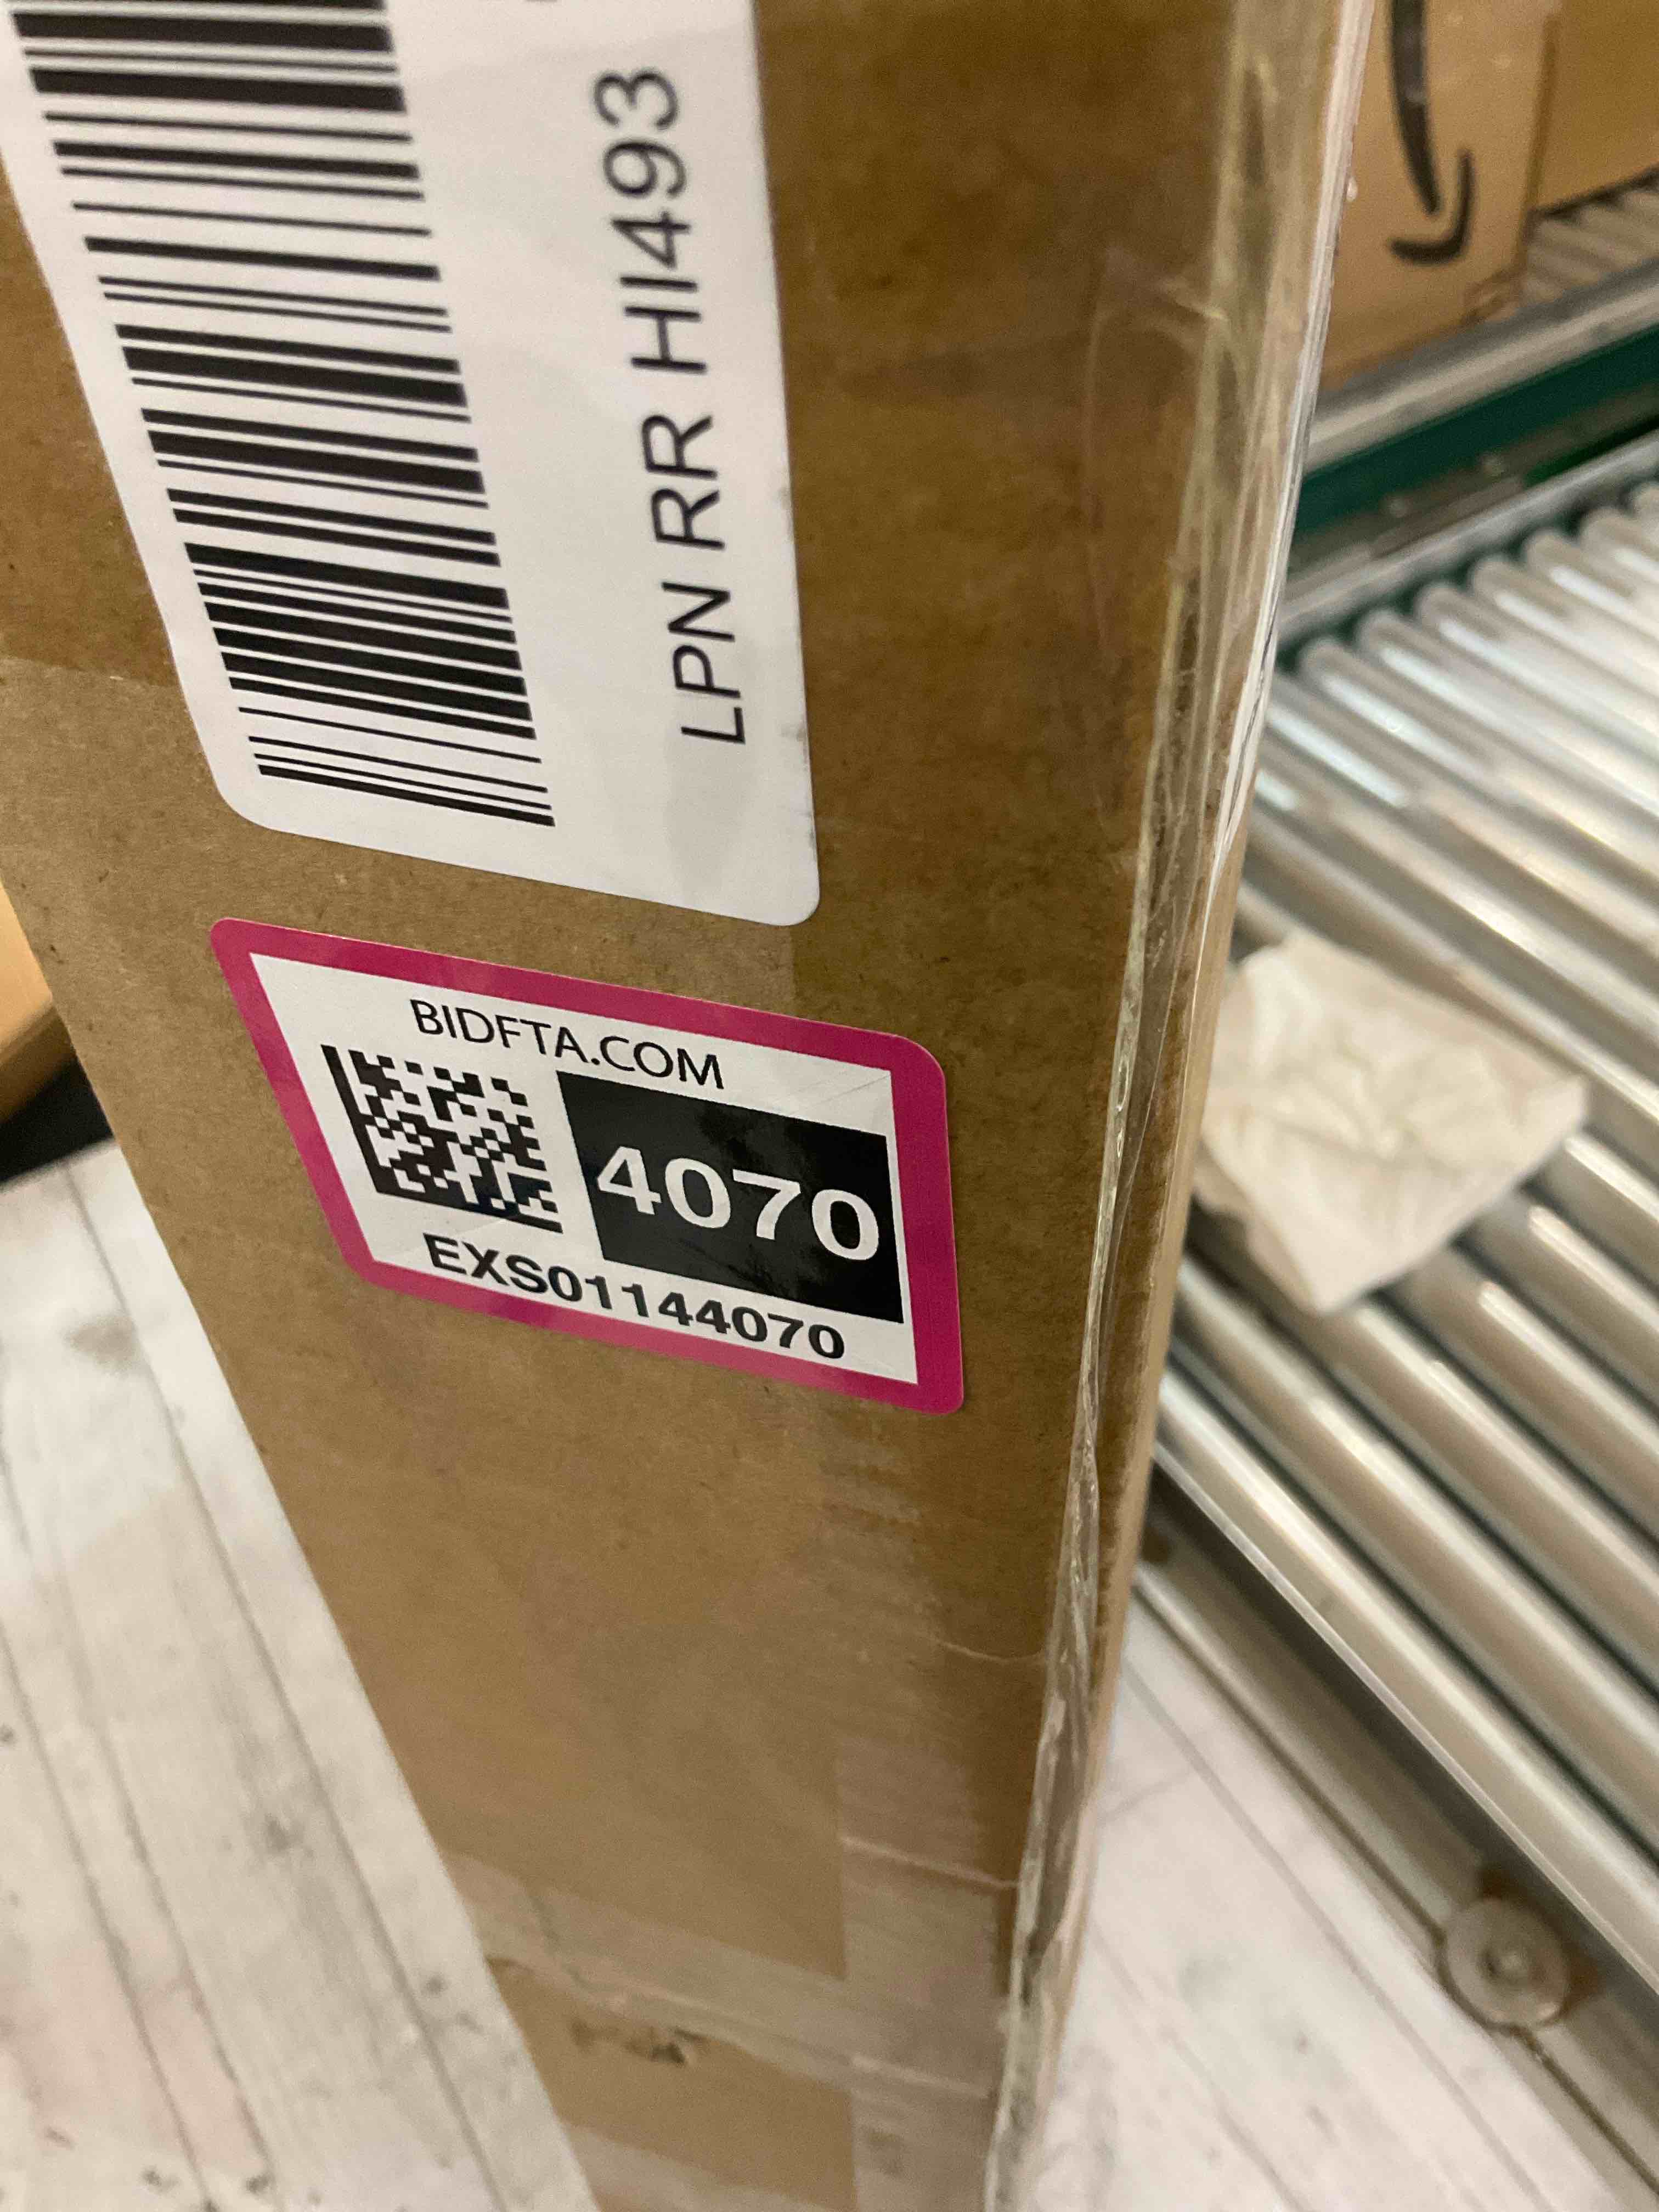 LPN RR HI493
BIDFTA.COM
4070
EXS01144070